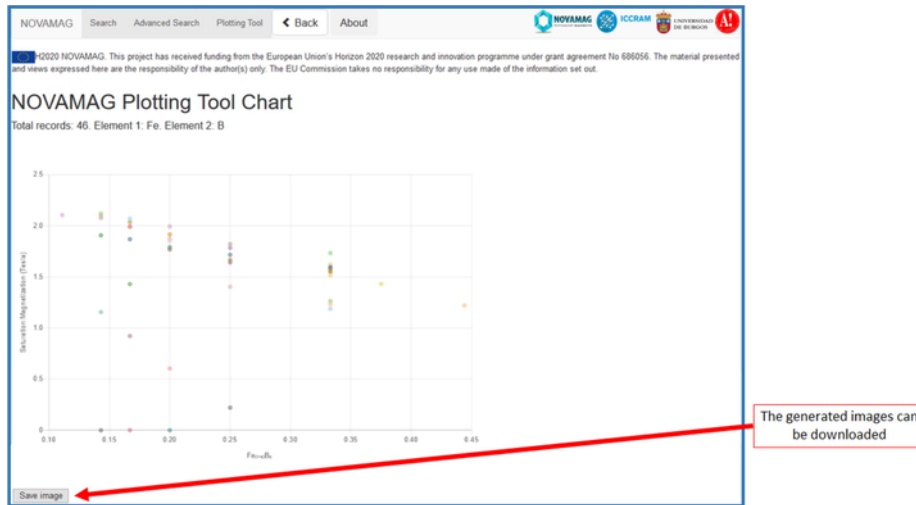 NOVAMAG Search Advanced Search Plotting Tool Back About NOVAMAG ICCRAM UNIVERSIDAD DE BURGOS A!
H2020 NOVAMAG. This project has received funding from the European Union's Horizon 2020 research and innovation programme under grant agreement No 686056. The material presented
and views expressed here are the responsibility of the author(s) only. The EU Commission takes no responsibility for any use made of the information set out.
NOVAMAG Plotting Tool Chart
Total records: 46. Element 1: Fe. Element 2: B
2.5
2.0
1.5
1.0
0.5
0
Saturation Magnetization (Tesla)
0.10 0.15 0.20 0.25 0.30 0.35 0.40 0.45
The generated images can
be downloaded
Save image